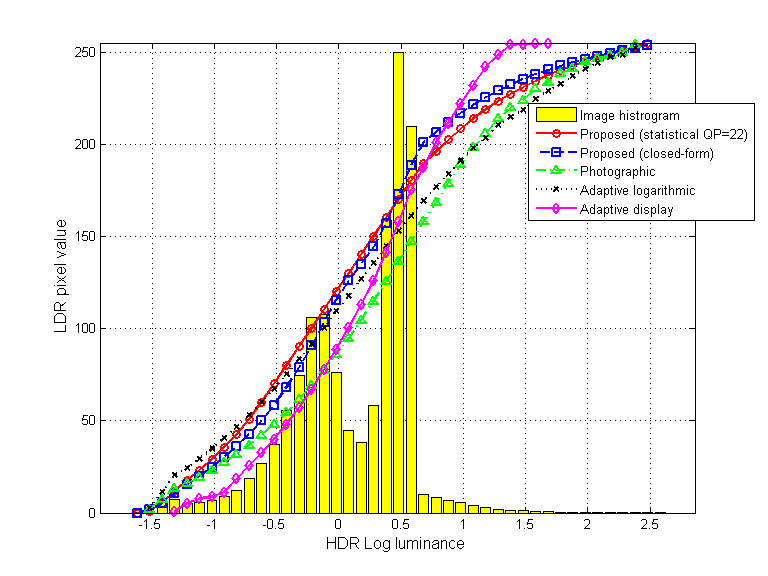 250
200
150
100
50
0
LDR pixel value
-1.5
-1
-0.5
0
0.5
1
1.5
2
2.5
HDR Log luminance
Image histrogram
Proposed (statistical QP=22)
Proposed (closed-form)
Photographic
Adaptive logarithmic
Adaptive display